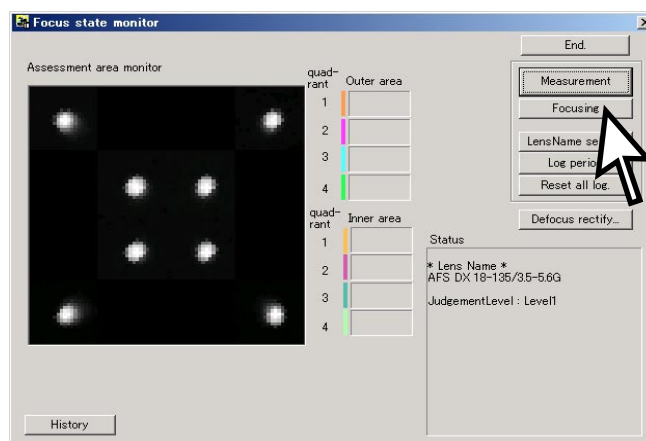 Focus state monitor
End.
Assessment area monitor
quad-
rant
Outer area
1
2
3
4
quad-
rant
Inner area
1
2
3
4
Measurement
Focusing
LensName se
Log perio
Reset all log.
Defocus rectify...
Status
* Lens Name *
AFS DX 18-135/3.5-5.6G
JudgementLevel : Level1
History